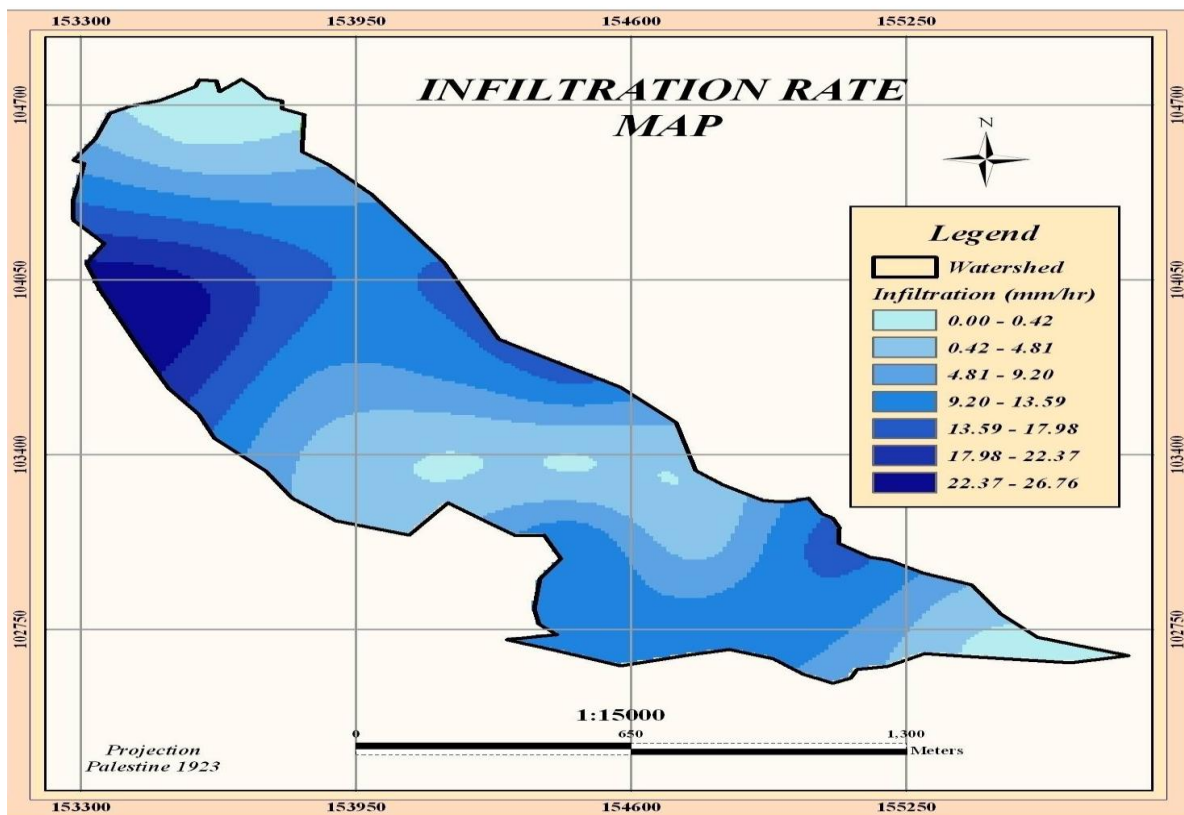 153300 153950 154600 155250
INFILTRATION RATE
MAP
104700 104700
N
Legend
Watershed
Infiltration (mm/hr)
0.00 - 0.42
0.42 - 4.81
4.81 - 9.20
9.20 - 13.59
13.59 - 17.98
17.98 - 22.37
22.37 - 26.76
104050 104050
103400 103400
102750 102750
1:15000
0 650 1,300
Meters
Projection
Palestine 1923
153300 153950 154600 155250